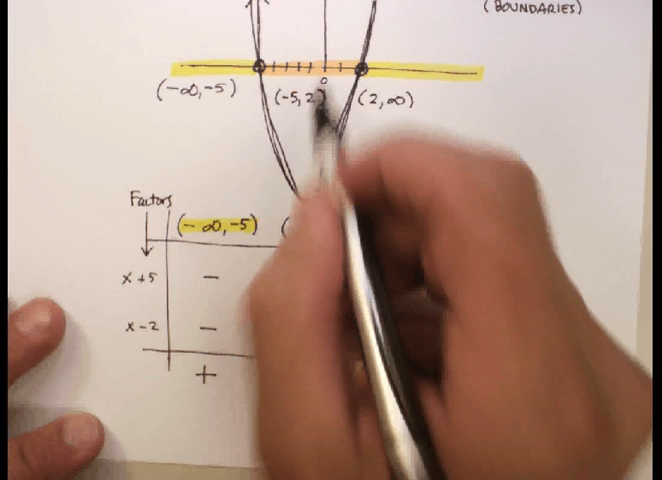 (BOUNDARIES)
0
(-∞,-5) (-5,2) (2,∞)
Factors
(-∞,-5) (
x+5 -
x-2 -
+